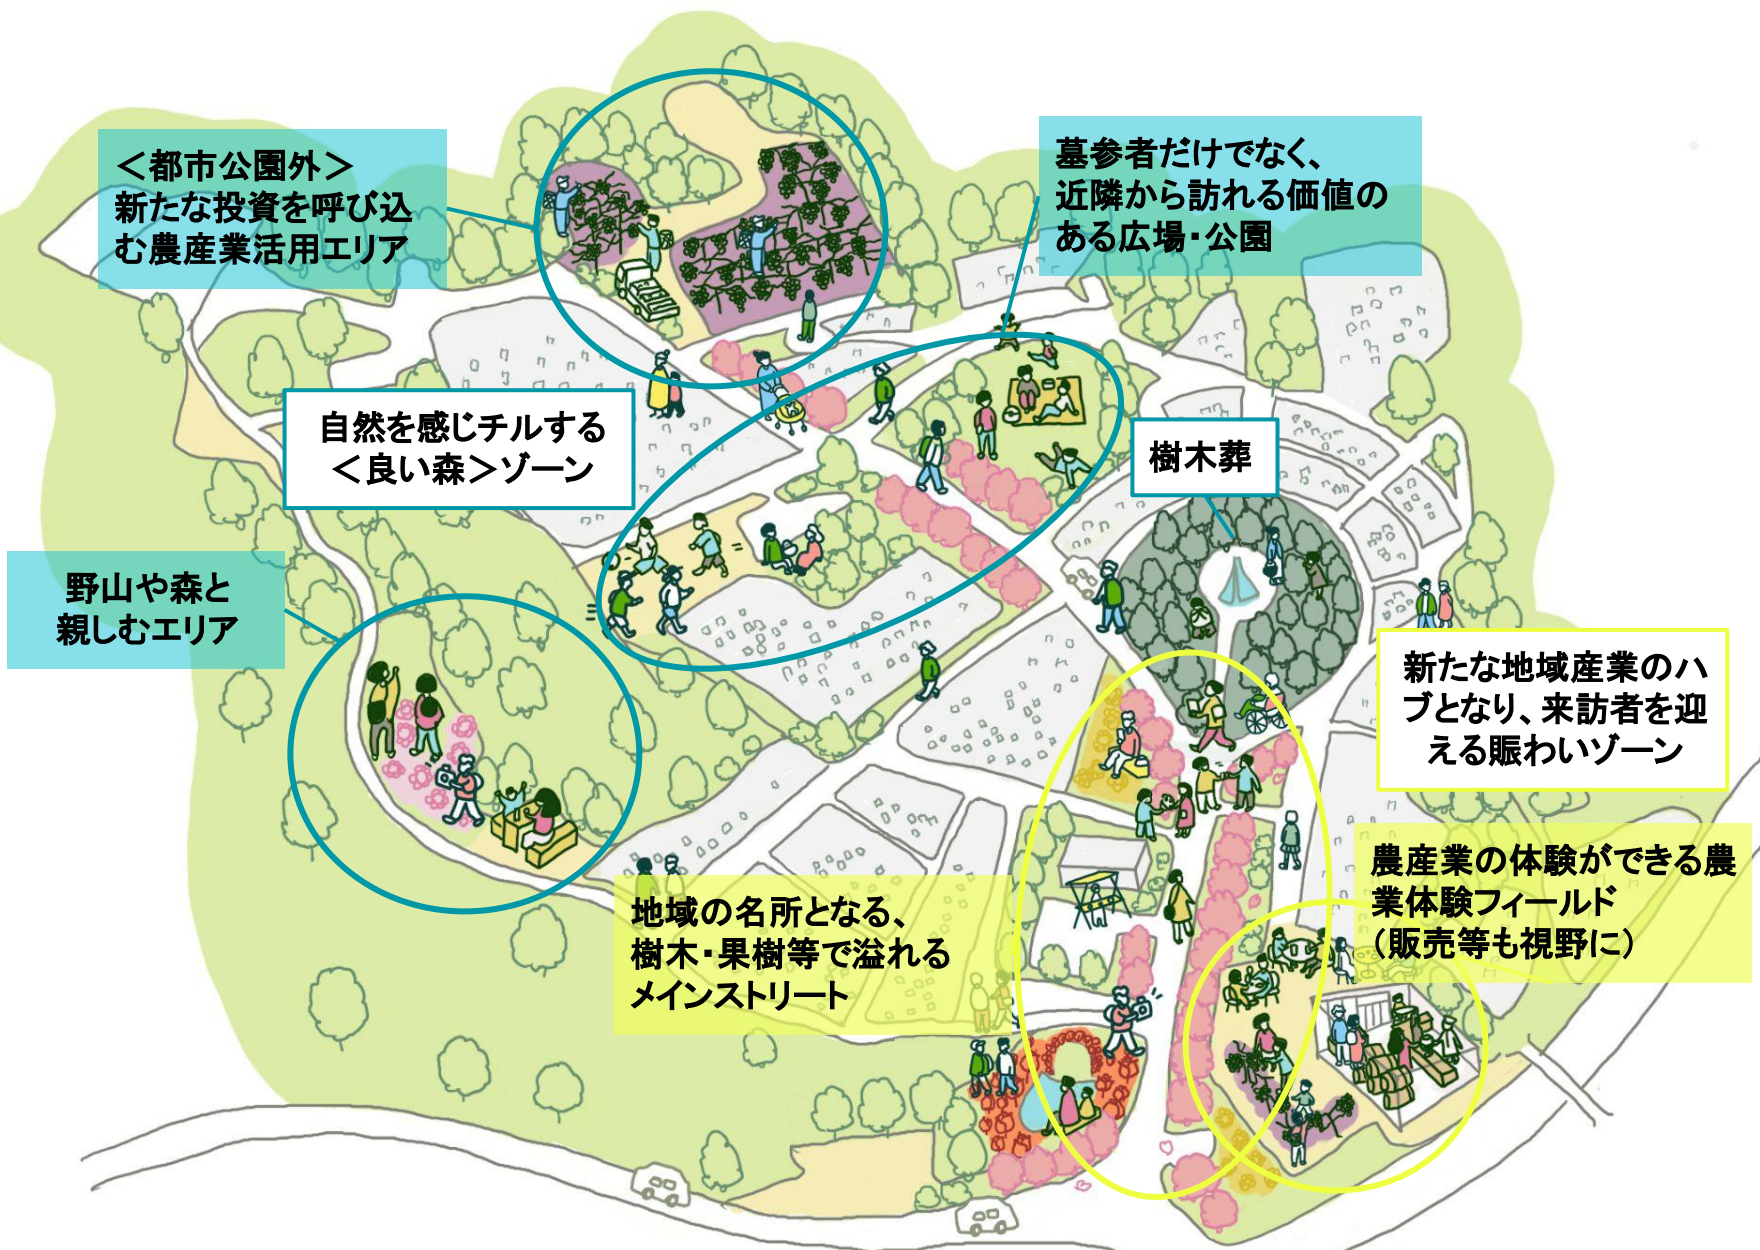 ＜都市公園外＞
新たな投資を呼び込
む農産業活用エリア
墓参者だけでなく、
近隣から訪れる価値の
ある広場・公園
自然を感じチルする
＜良い森＞ゾーン
樹木葬
野山や森と
親しむエリア
新たな地域産業のハ
ブとなり、来訪者を迎
える賑わいゾーン
農産業の体験ができる農
業体験フィールド
（販売等も視野に）
地域の名所となる、
樹木・果樹等で溢れる
メインストリート